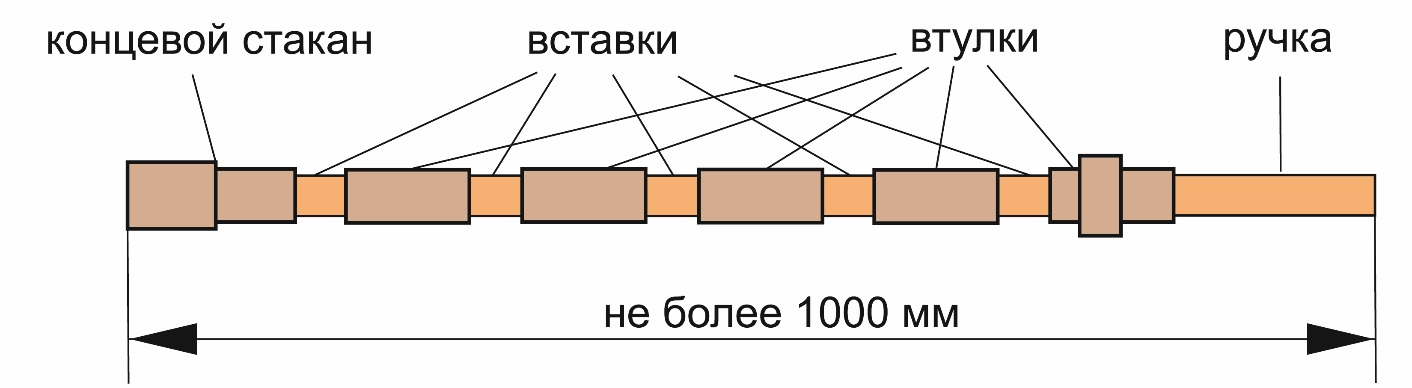 концевой стакан
вставки
втулки
ручка
не более 1000 мм